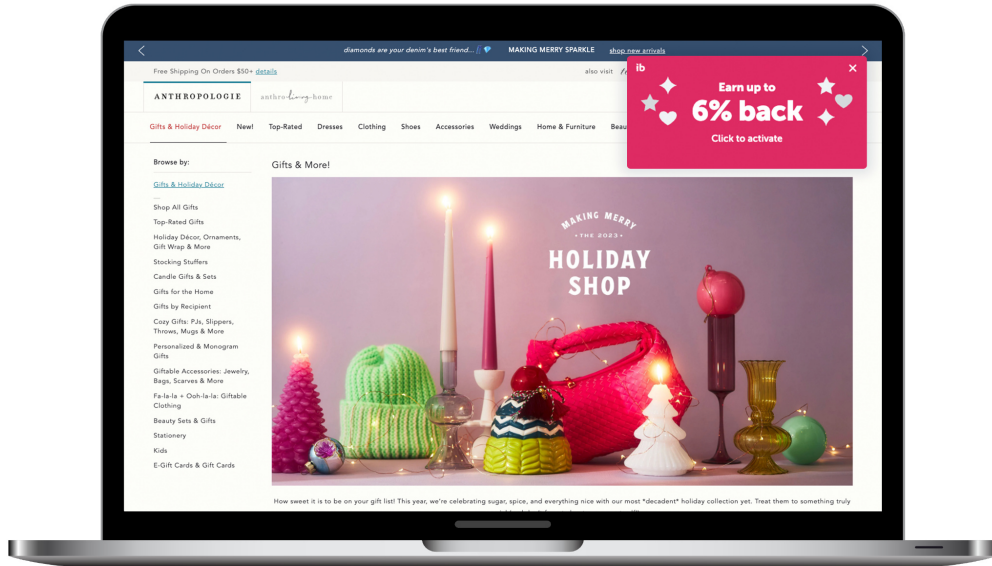 diamonds are your denim's best friend...
MAKING MERRY SPARKLE
shop new arrivals
Free Shipping On Orders $50+ details
also visit
ib
Earn up to
6% back
Click to activate
ANTHROPOLOGIE
anthro living home
Gifts & Holiday Décor
New!
Top-Rated
Dresses
Clothing
Shoes
Accessories
Weddings
Home & Furniture
Beau
Browse by:
Gifts & Holiday Décor
Shop All Gifts
Top-Rated Gifts
Holiday Décor, Ornaments,
Gift Wrap & More
Stocking Stuffers
Candle Gifts & Sets
Gifts for the Home
Gifts by Recipient
Cozy Gifts: PJs, Slippers,
Throws, Mugs & More
Personalized & Monogram
Gifts
Giftable Accessories: Jewelry,
Bags, Scarves & More
Fa-la-la + Ooh-la-la: Giftable
Clothing
Beauty Sets & Gifts
Stationery
Kids
E-Gift Cards & Gift Cards
Gifts & More!
MAKING MERRY
• THE 2023 •
HOLIDAY
SHOP
How sweet it is to be on your gift list! This year, we're celebrating sugar, spice, and everything nice with our most *decadent* holiday collection yet. Treat them to something truly